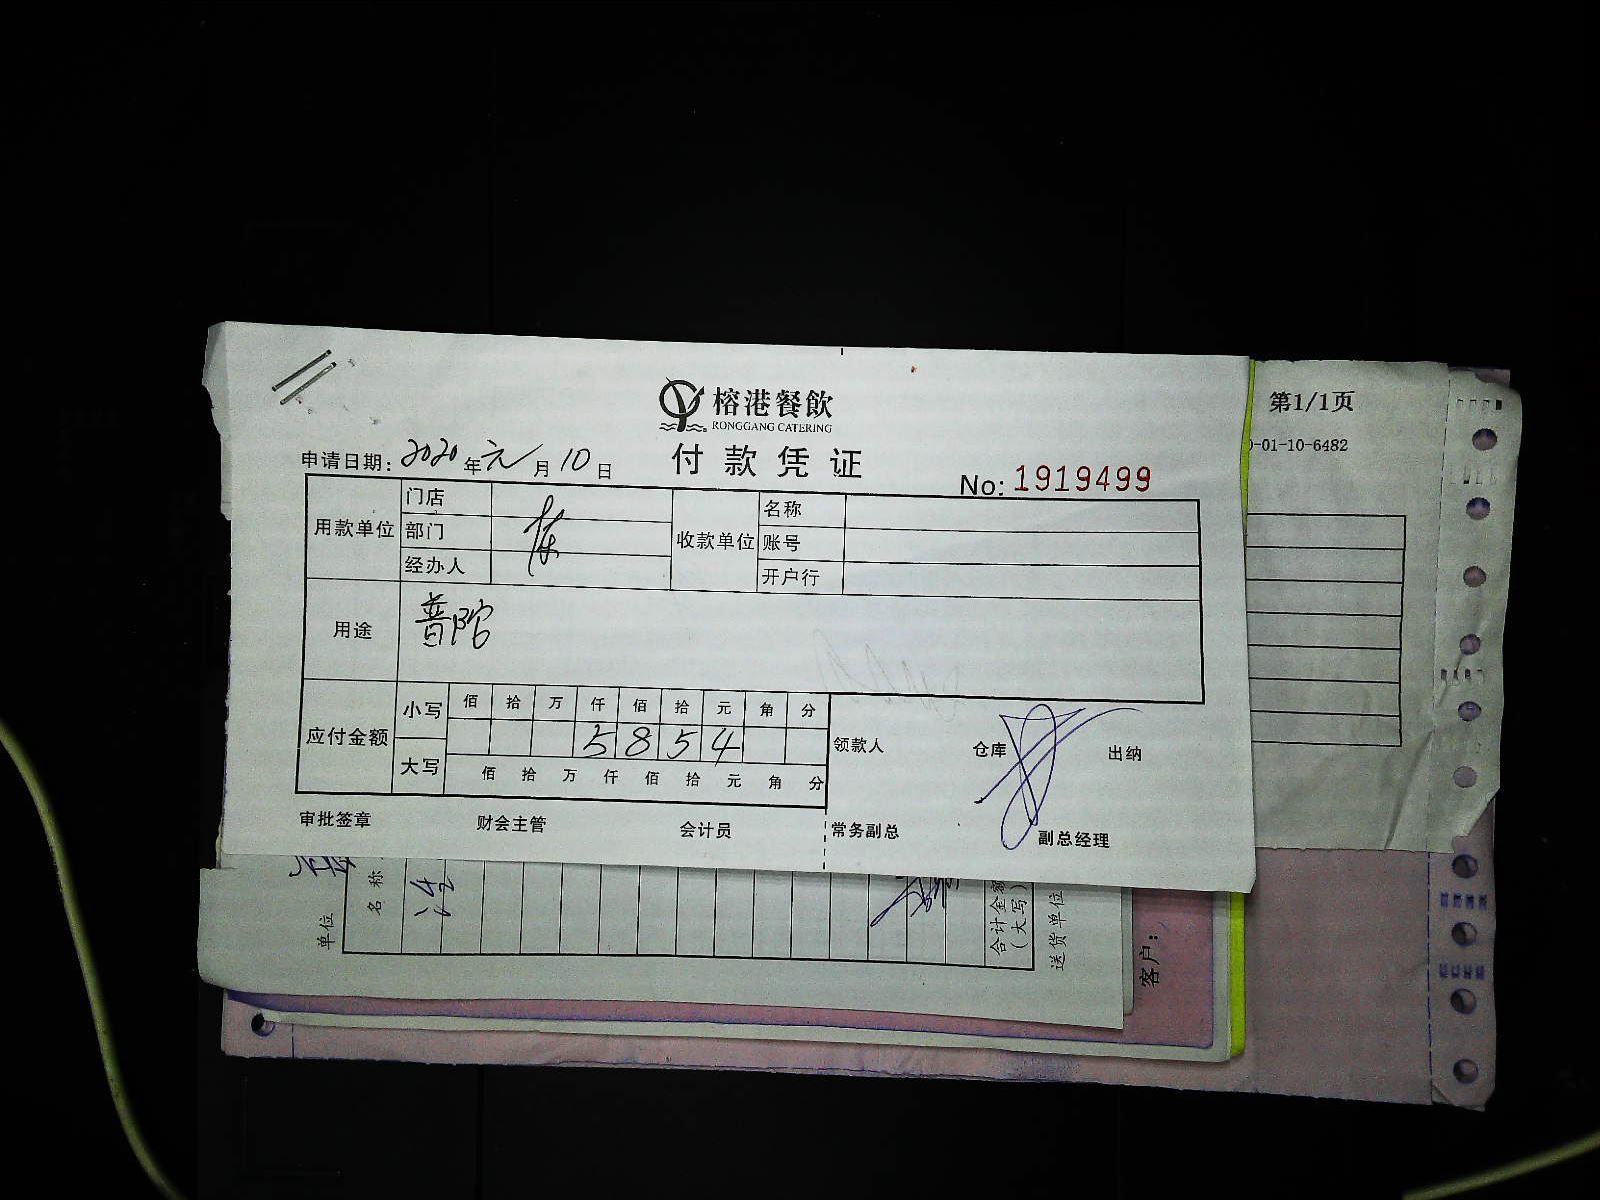 榕港餐飲
RONGGANG CATERING
付款凭证
申请日期: 2020 年 元 月 10 日
No: 1919499
用款单位 门店 收款单位 名称
部门 账号
经办人 开户行
用途 普陀
应付金额 小写 佰 拾 万 仟 佰 拾 元 角 分
5 8 5 4
大写 佰 拾 万 仟 佰 拾 元 角 分
领款人 仓库 出纳
审批签章 财会主管 会计员 常务副总 副总经理
第1/1页
-01-10-6482
单位
名称
合计金额
(大写)
送货单位
客户: